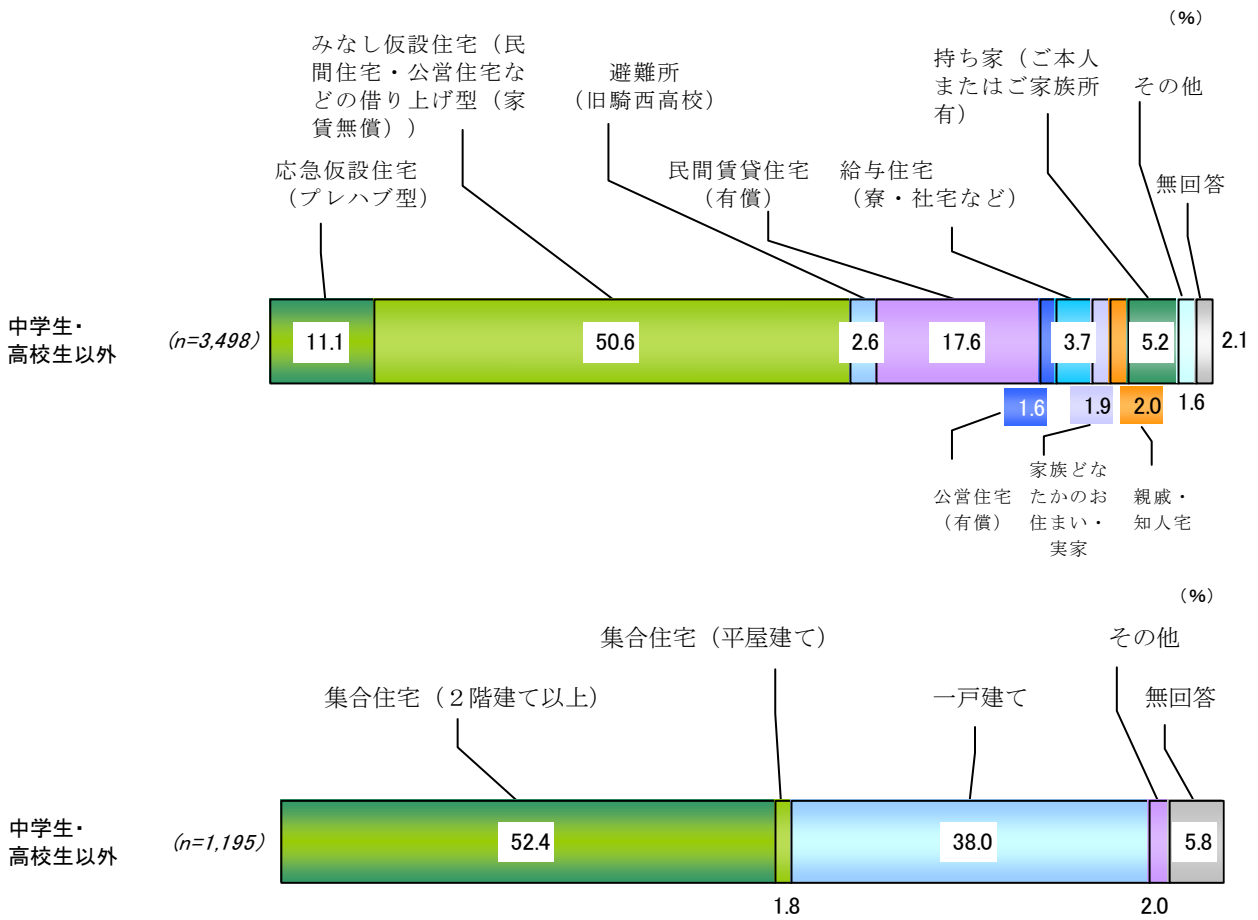 （%）
みなし仮設住宅（民
間住宅・公営住宅な
どの借り上げ型（家
賃無償））
避難所
（旧騎西高校）
持ち家（ご本人
またはご家族所
有）
その他
応急仮設住宅
（プレハブ型）
民間賃貸住宅
（有償）
給与住宅
（寮・社宅など）
無回答
中学生・
高校生以外
(n=3,498)
11.1
50.6
2.6
17.6
3.7
5.2
2.1
1.6
1.9
2.0
1.6
公営住宅
（有償）
家族どな
たかのお
住まい・
実家
親戚・
知人宅
（%）
集合住宅（平屋建て）
その他
集合住宅（２階建て以上）
一戸建て
無回答
中学生・
高校生以外
(n=1,195)
52.4
38.0
5.8
1.8
2.0